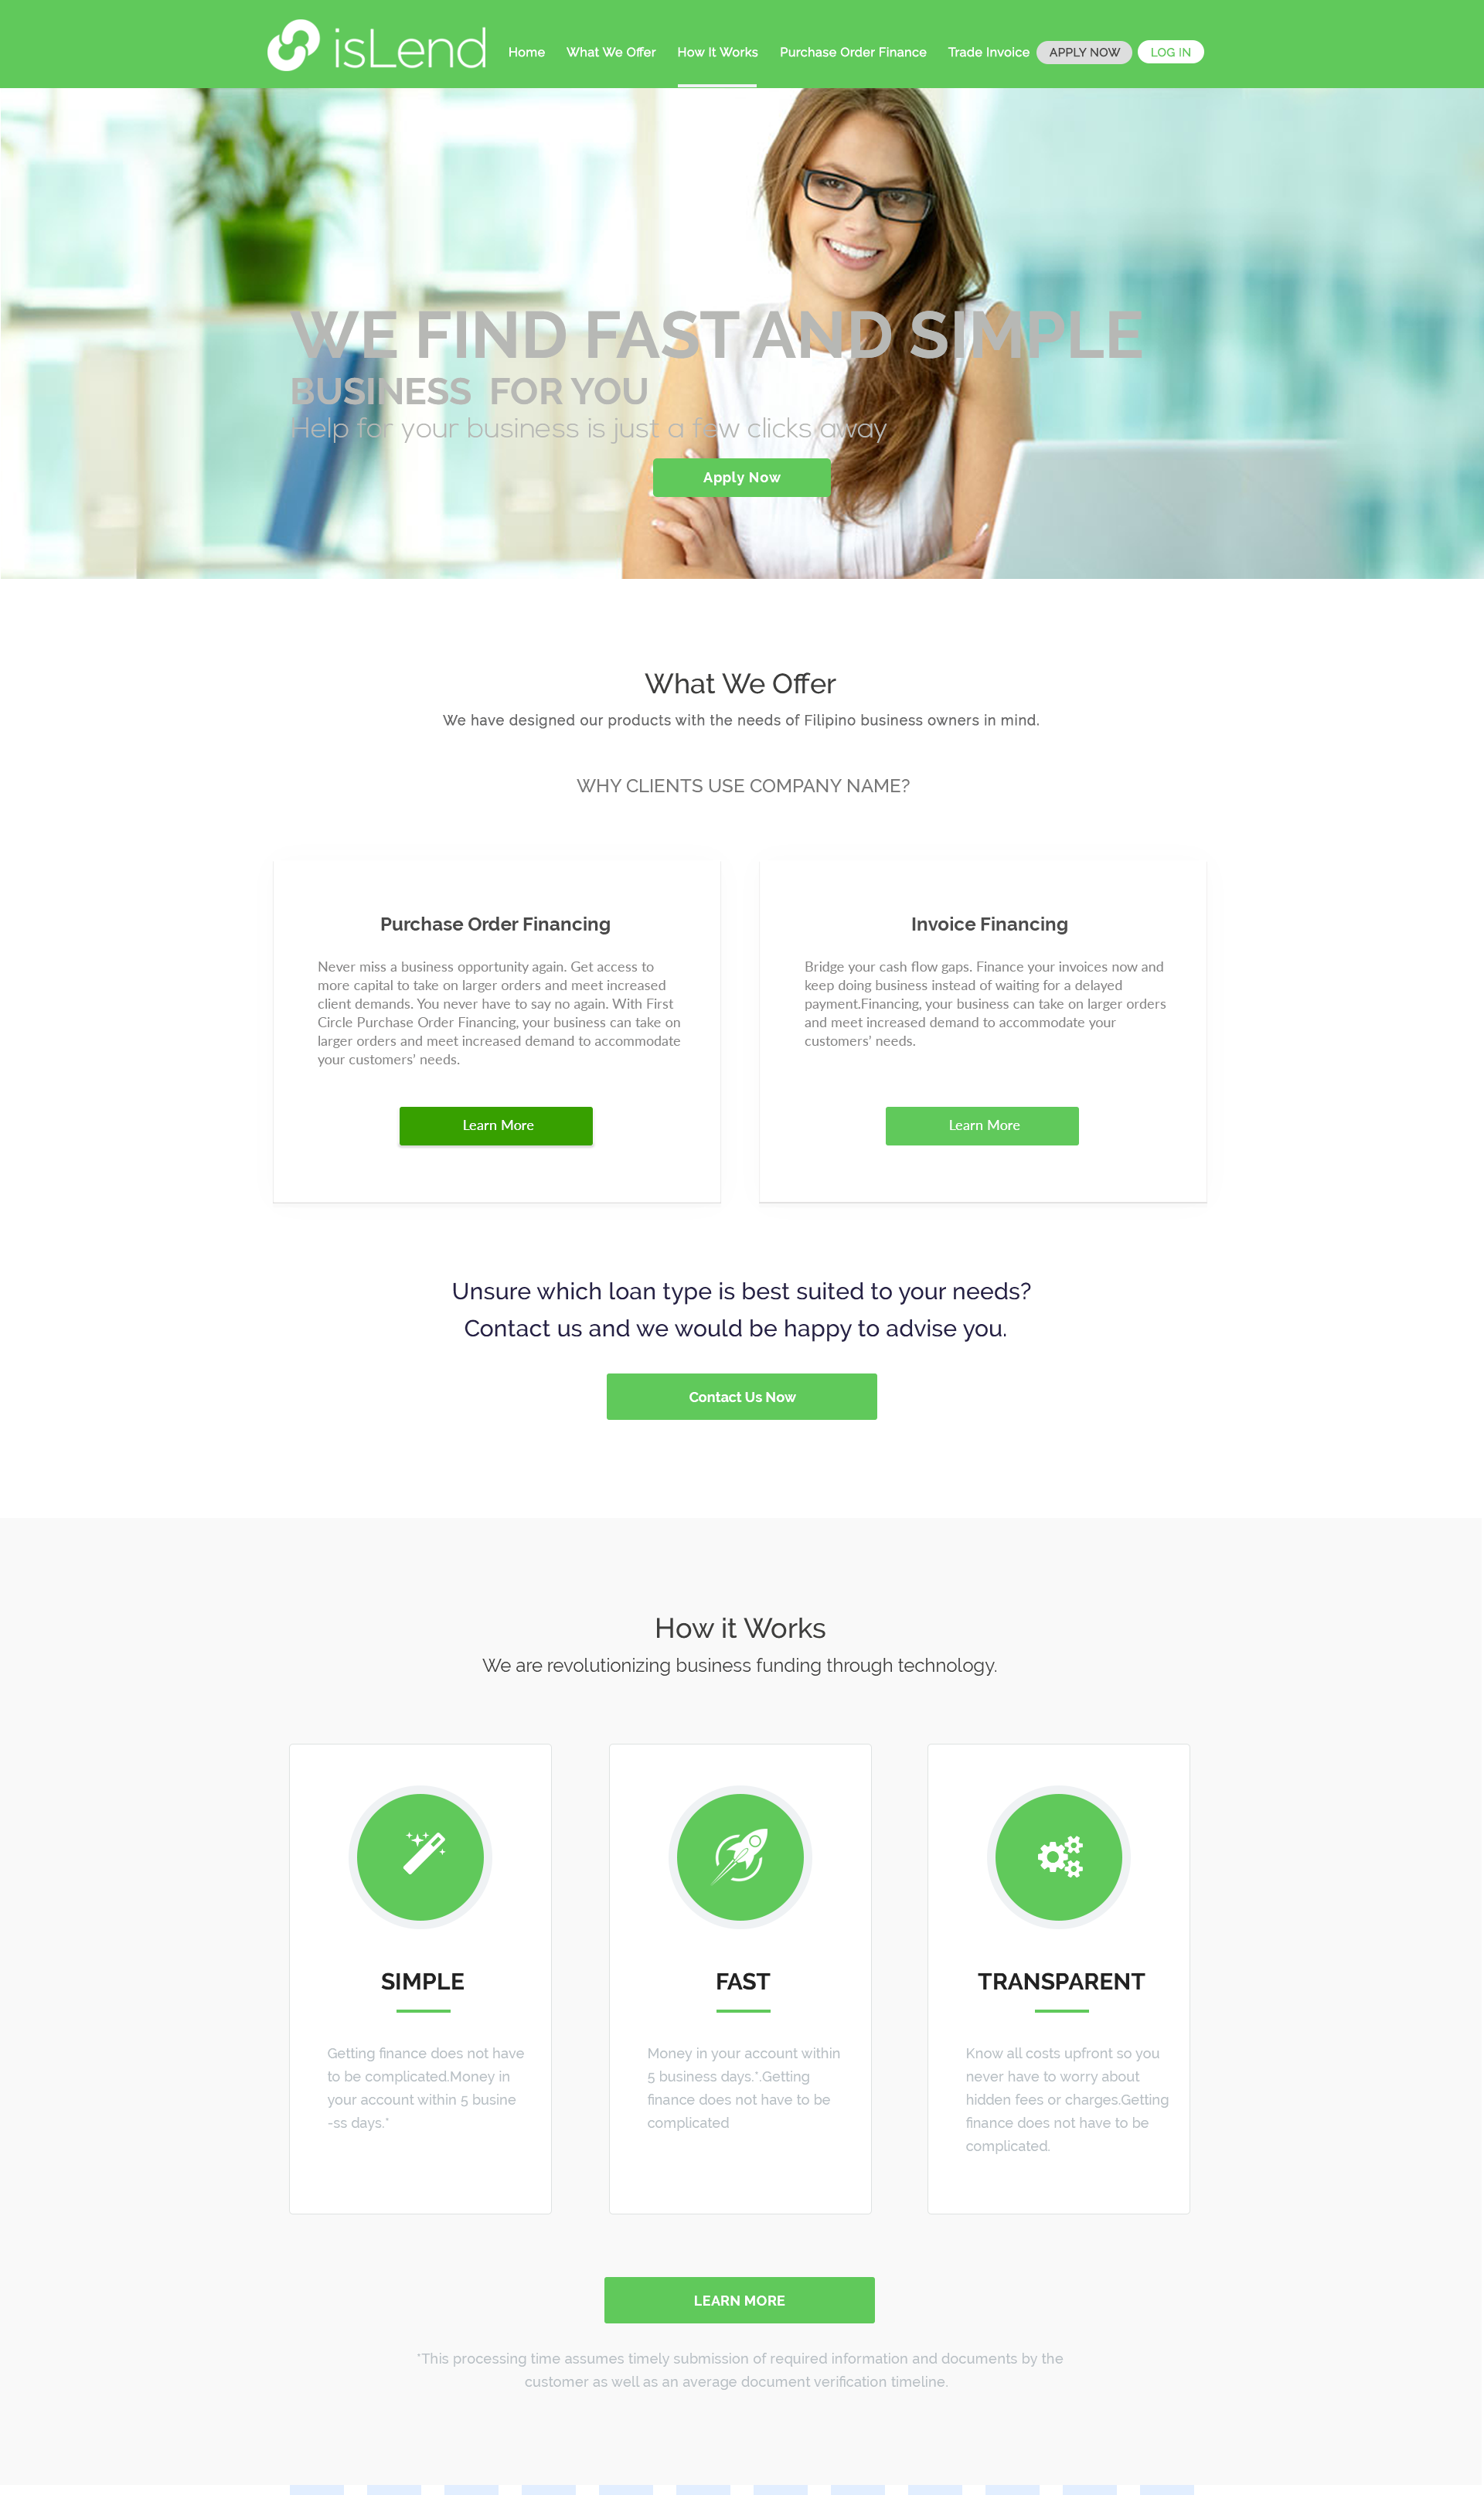 isLend
Home What We Offer How It Works Purchase Order Finance Trade Invoice APPLY NOW LOG IN
WE FIND FAST AND SIMPLE
BUSINESS FOR YOU
Help for your business is just a few clicks away
Apply Now
What We Offer
We have designed our products with the needs of Filipino business owners in mind.
WHY CLIENTS USE COMPANY NAME?
Purchase Order Financing
Never miss a business opportunity again. Get access to
more capital to take on larger orders and meet increased
client demands. You never have to say no again. With First
Circle Purchase Order Financing, your business can take on
larger orders and meet increased demand to accommodate
your customers’ needs.
Learn More
Invoice Financing
Bridge your cash flow gaps. Finance your invoices now and
keep doing business instead of waiting for a delayed
payment.Financing, your business can take on larger orders
and meet increased demand to accommodate your
customers’ needs.
Learn More
Unsure which loan type is best suited to your needs?
Contact us and we would be happy to advise you.
Contact Us Now
How it Works
We are revolutionizing business funding through technology.
SIMPLE
Getting finance does not have
to be complicated.Money in
your account within 5 busine
-ss days.*
FAST
Money in your account within
5 business days.*.Getting
finance does not have to be
complicated
TRANSPARENT
Know all costs upfront so you
never have to worry about
hidden fees or charges.Getting
finance does not have to be
complicated.
LEARN MORE
*This processing time assumes timely submission of required information and documents by the
customer as well as an average document verification timeline.